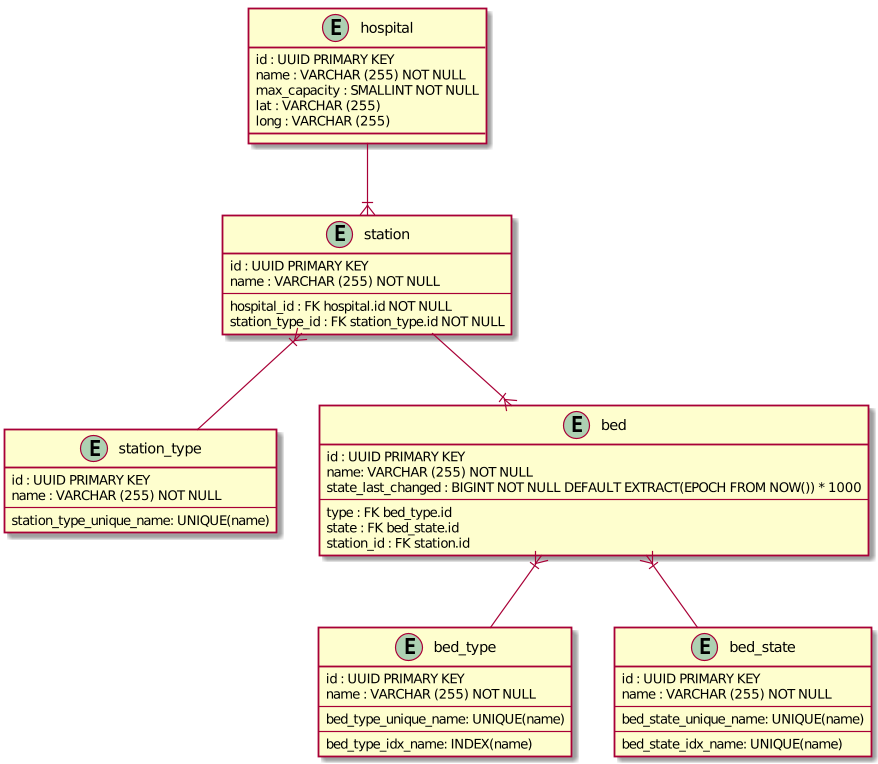 E hospital
id : UUID PRIMARY KEY
name : VARCHAR (255) NOT NULL
max_capacity : SMALLINT NOT NULL
lat : VARCHAR (255)
long : VARCHAR (255)
E station
id : UUID PRIMARY KEY
name : VARCHAR (255) NOT NULL
hospital_id : FK hospital.id NOT NULL
station_type_id : FK station_type.id NOT NULL
E station_type
id : UUID PRIMARY KEY
name : VARCHAR (255) NOT NULL
station_type_unique_name: UNIQUE(name)
E bed
id : UUID PRIMARY KEY
name: VARCHAR (255) NOT NULL
state_last_changed : BIGINT NOT NULL DEFAULT EXTRACT(EPOCH FROM NOW()) * 1000
type : FK bed_type.id
state : FK bed_state.id
station_id : FK station.id
E bed_type
id : UUID PRIMARY KEY
name : VARCHAR (255) NOT NULL
bed_type_unique_name: UNIQUE(name)
bed_type_idx_name: INDEX(name)
E bed_state
id : UUID PRIMARY KEY
name : VARCHAR (255) NOT NULL
bed_state_unique_name: UNIQUE(name)
bed_state_idx_name: UNIQUE(name)